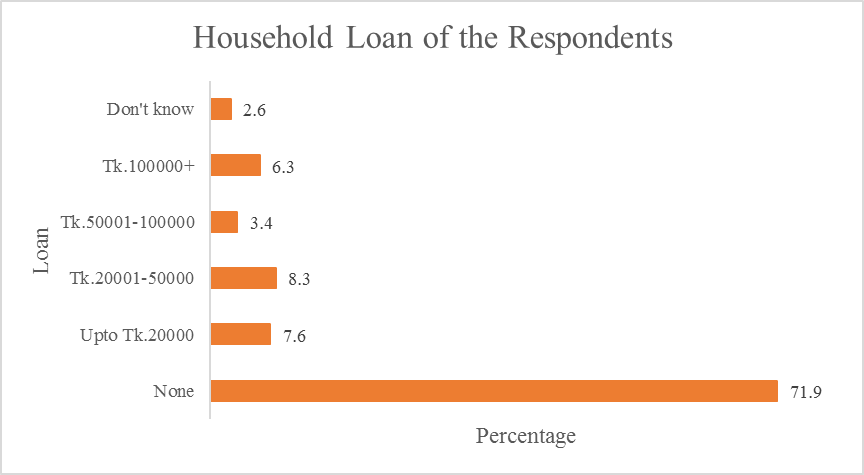 Household Loan of the Respondents
Don't know
2.6
Tk.100000+
6.3
Tk.50001-100000
3.4
Loan
Tk.20001-50000
8.3
Upto Tk.20000
7.6
None
71.9
Percentage